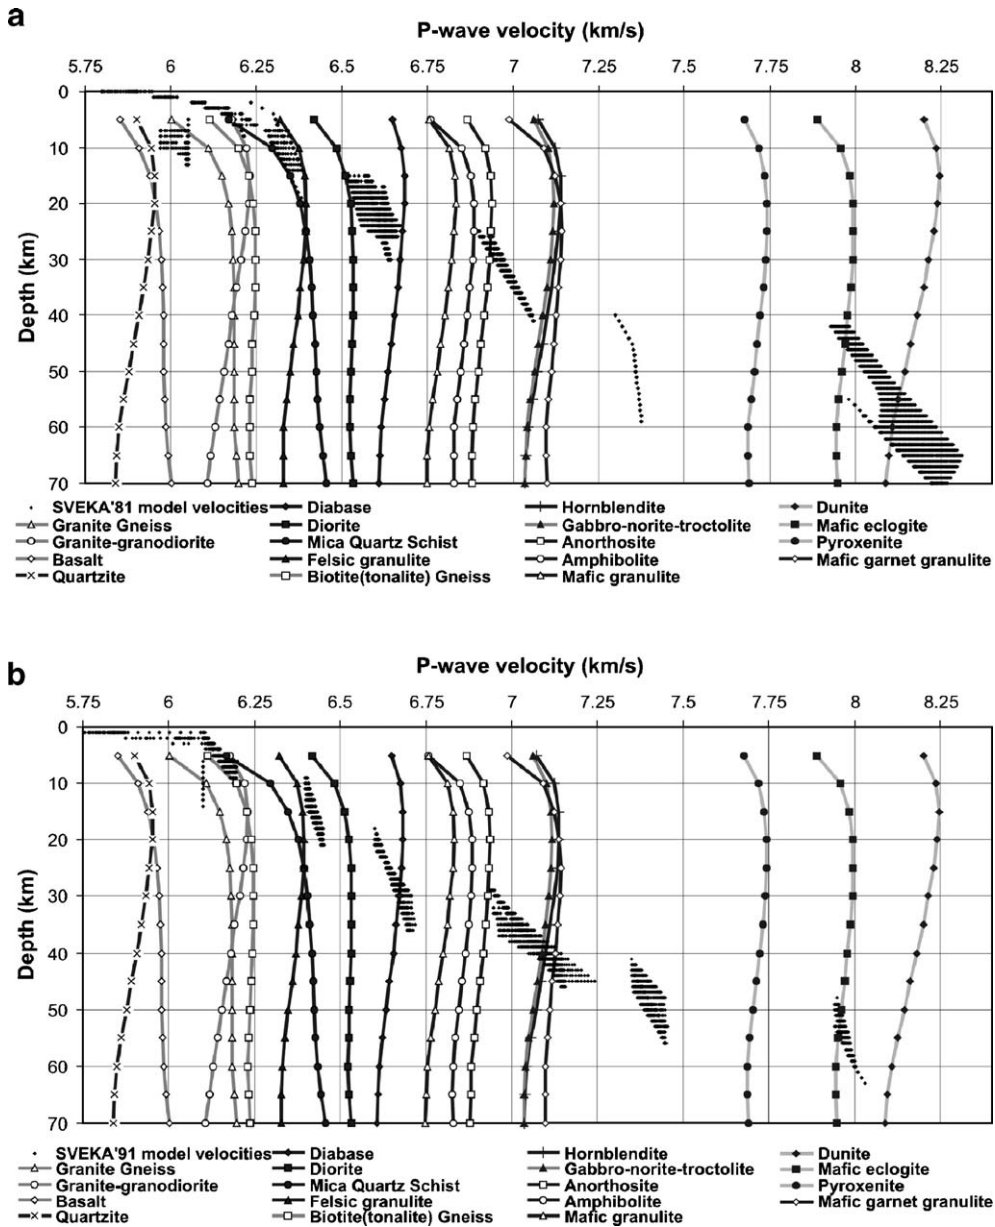 a
P-wave velocity (km/s)
5.75 6 6.25 6.5 6.75 7 7.25 7.5 7.75 8 8.25
0
10
20
30
40
50
60
70
Depth (km)
SVEKA'81 model velocities Diabase Hornblendite Dunite
Granite Gneiss Diorite Gabbro-norite-troctolite Mafic eclogite
Granite-granodiorite Mica Quartz Schist Anorthosite Pyroxenite
Basalt Felsic granulite Amphibolite Mafic garnet granulite
Quartzite Biotite(tonalite) Gneiss Mafic granulite
b
P-wave velocity (km/s)
5.75 6 6.25 6.5 6.75 7 7.25 7.5 7.75 8 8.25
0
10
20
30
40
50
60
70
Depth (km)
SVEKA'91 model velocities Diabase Hornblendite Dunite
Granite Gneiss Diorite Gabbro-norite-troctolite Mafic eclogite
Granite-granodiorite Mica Quartz Schist Anorthosite Pyroxenite
Basalt Felsic granulite Amphibolite Mafic garnet granulite
Quartzite Biotite(tonalite) Gneiss Mafic granulite